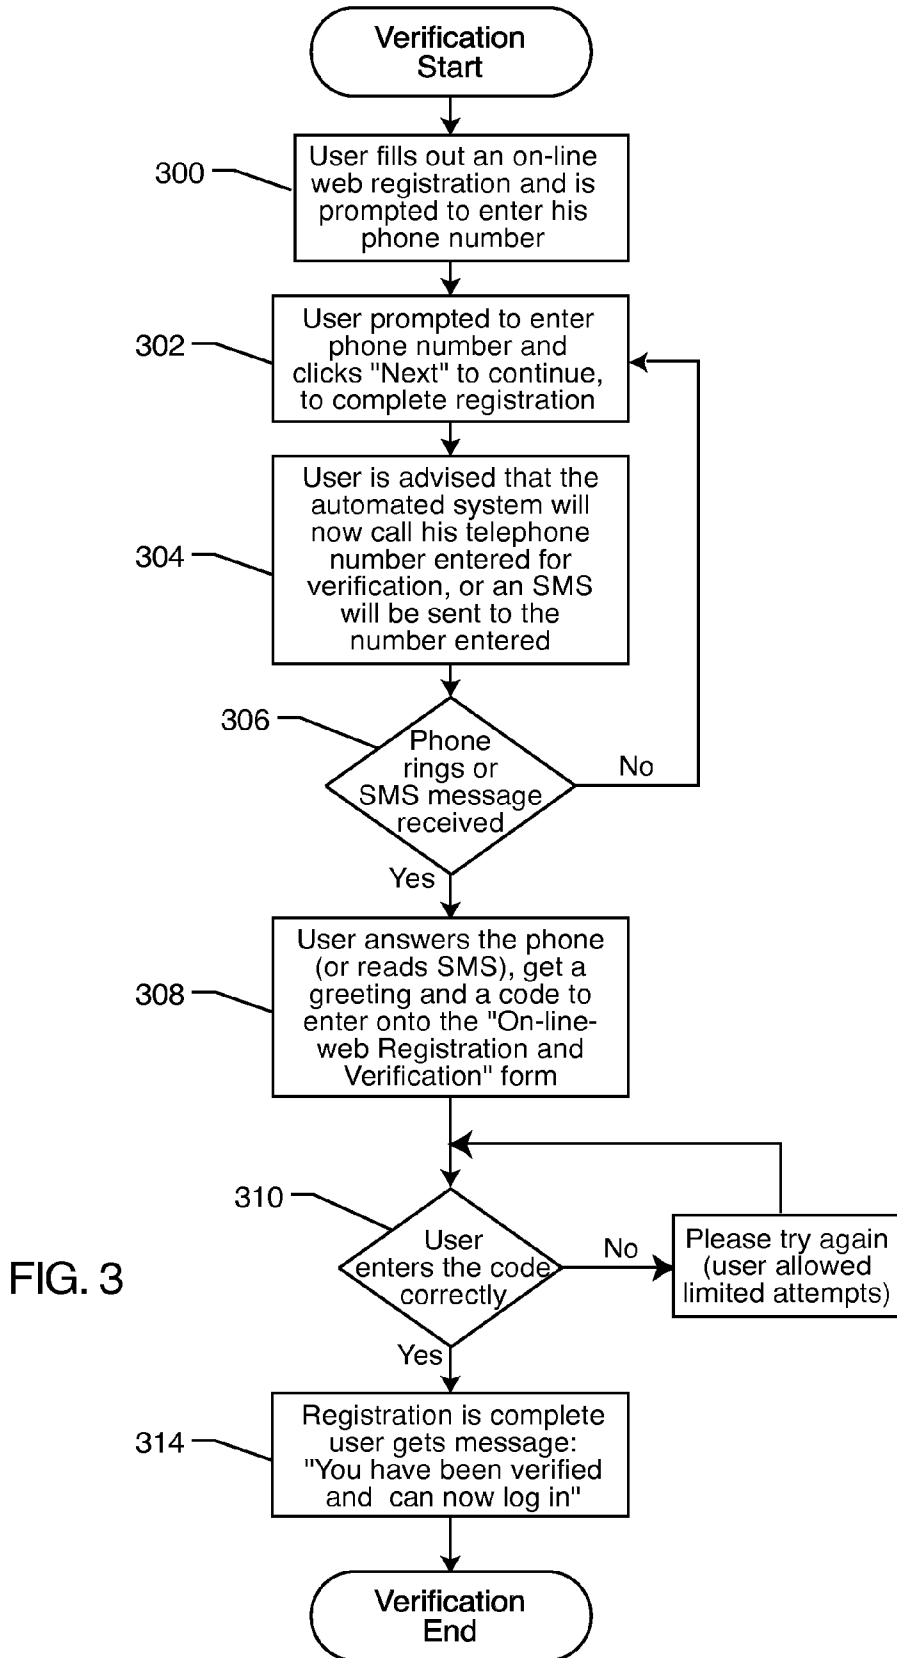 Verification
Start
300
User fills out an on-line
web registration and is
prompted to enter his
phone number
302
User prompted to enter
phone number and
clicks "Next" to continue,
to complete registration
304
User is advised that the
automated system will
now call his telephone
number entered for
verification, or an SMS
will be sent to the
number entered
306
Phone
rings or
SMS message
received
No
Yes
308
User answers the phone
(or reads SMS), get a
greeting and a code to
enter onto the "On-line-
web Registration and
Verification" form
310
User
enters the code
correctly
No
Please try again
(user allowed
limited attempts)
FIG. 3
Yes
314
Registration is complete
user gets message:
"You have been verified
and can now log in"
Verification
End